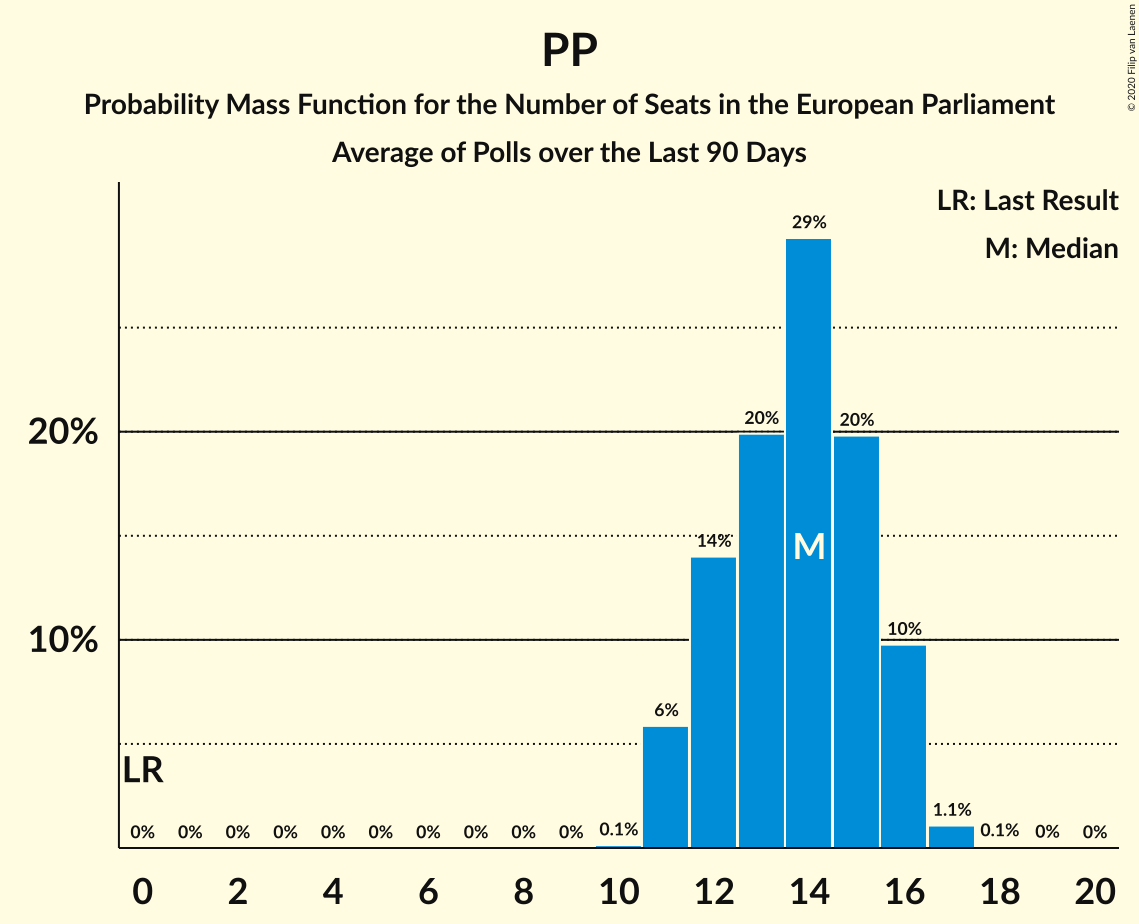 PP
Probability Mass Function for the Number of Seats in the European Parliament
Average of Polls over the Last 90 Days
© 2020 Filip van Laenen
LR: Last Result
M: Median
29%
20%
20%
20%
14%
M
10%
10%
6%
LR
1.1%
0% 0% 0% 0% 0% 0% 0% 0% 0% 0% 0.1% 0.1% 0% 0%
0 2 4 6 8 10 12 14 16 18 20